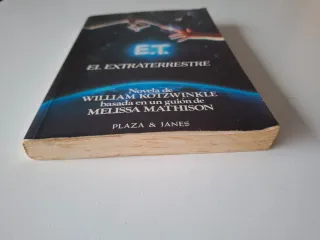 E.T.
EL EXTRATERRESTRE
Novela de
WILLIAM KOTZWINKLE
basada en un guión de
MELISSA MATHISON
PLAZA & JANES